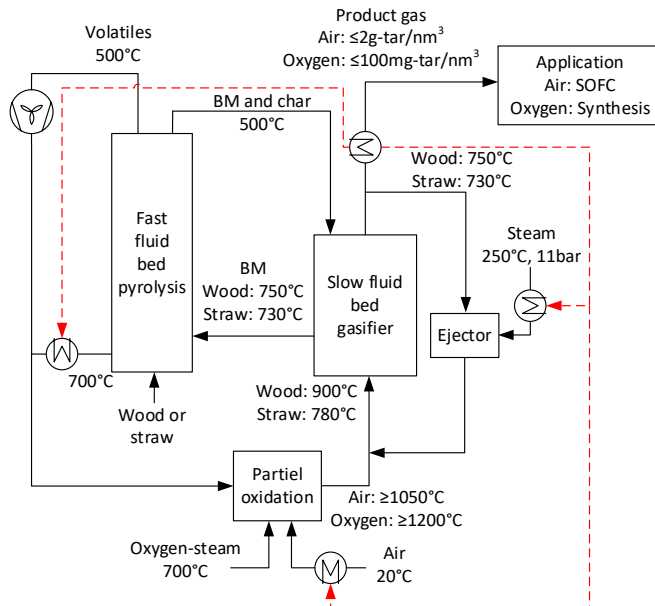 Volatiles
500°C
Product gas
Air: ≤2g-tar/nm³
Oxygen: ≤100mg-tar/nm³
Application
Air: SOFC
Oxygen: Synthesis
BM and char
500°C
Wood: 750°C
Straw: 730°C
Fast
fluid
bed
pyrolysis
BM
Wood: 750°C
Straw: 730°C
Slow fluid
bed
gasifier
Steam
250°C, 11bar
Ejector
700°C
Wood or
straw
Wood: 900°C
Straw: 780°C
Partiel
oxidation
Air: ≥1050°C
Oxygen: ≥1200°C
Oxygen-steam
700°C
Air
20°C